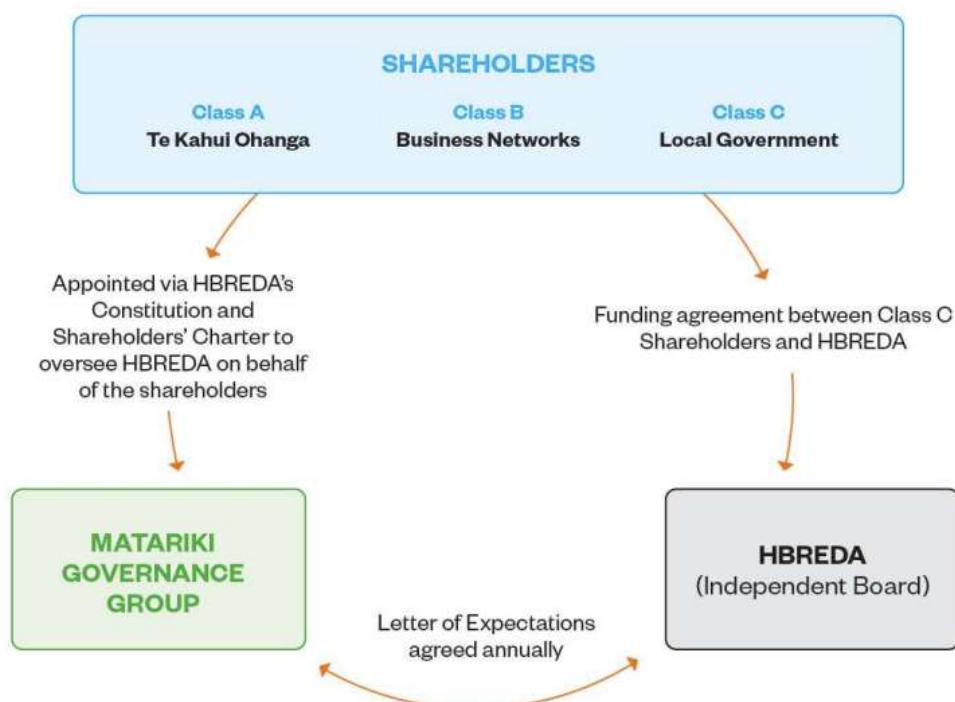 SHAREHOLDERS
Class A
Te Kahui Ohanga
Class B
Business Networks
Class C
Local Government
Appointed via HBREDA’s
Constitution and
Shareholders’ Charter to
oversee HBREDA on behalf
of the shareholders
Funding agreement between Class C
Shareholders and HBREDA
MATARIKI
GOVERNANCE
GROUP
HBREDA
(Independent Board)
Letter of Expectations
agreed annually